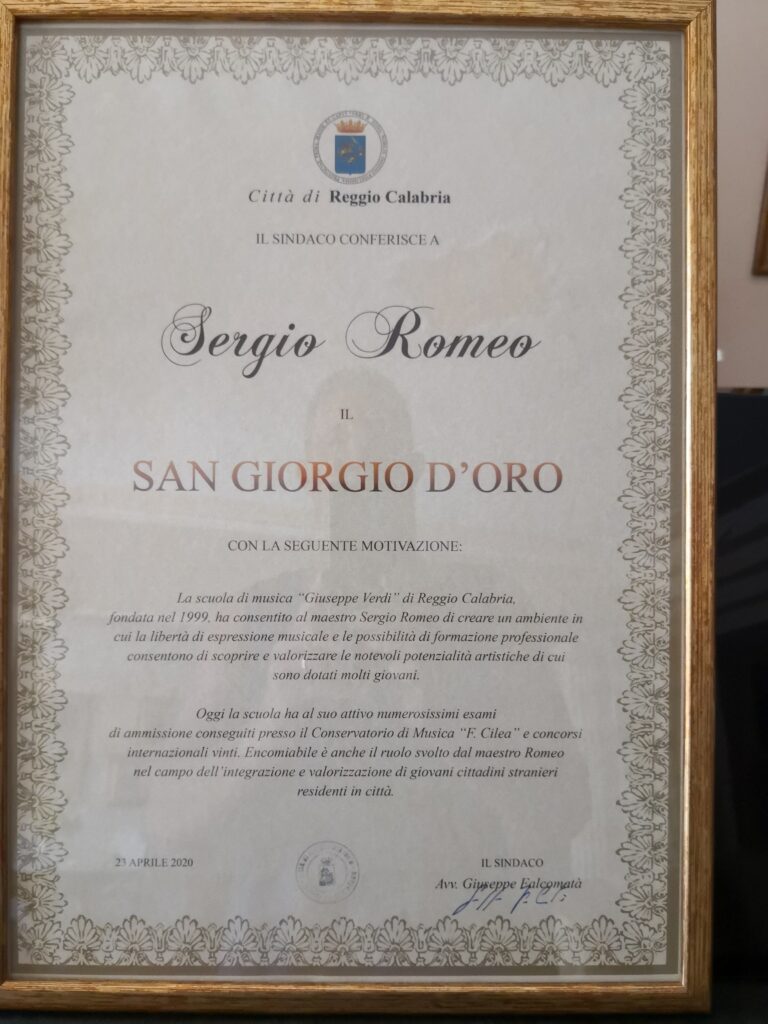 Città di Reggio Calabria
IL SINDACO CONFERISCE A
Sergio Romeo
IL
SAN GIORGIO D'ORO
CON LA SEGUENTE MOTIVAZIONE:
La scuola di musica "Giuseppe Verdi" di Reggio Calabria,
fondata nel 1999, ha consentito al maestro Sergio Romeo di creare un ambiente in
cui la libertà di espressione musicale e le possibilità di formazione professionale
consentono di scoprire e valorizzare le notevoli potenzialità artistiche di cui
sono dotati molti giovani.
Oggi la scuola ha al suo attivo numerosissimi esami
di ammissione conseguiti presso il Conservatorio di Musica "F. Cilea" e concorsi
internazionali vinti. Encomiabile è anche il ruolo svolto dal maestro Romeo
nel campo dell'integrazione e valorizzazione di giovani cittadini stranieri
residenti in città.
23 APRILE 2020
IL SINDACO
Avv. Giuseppe Falcomatà